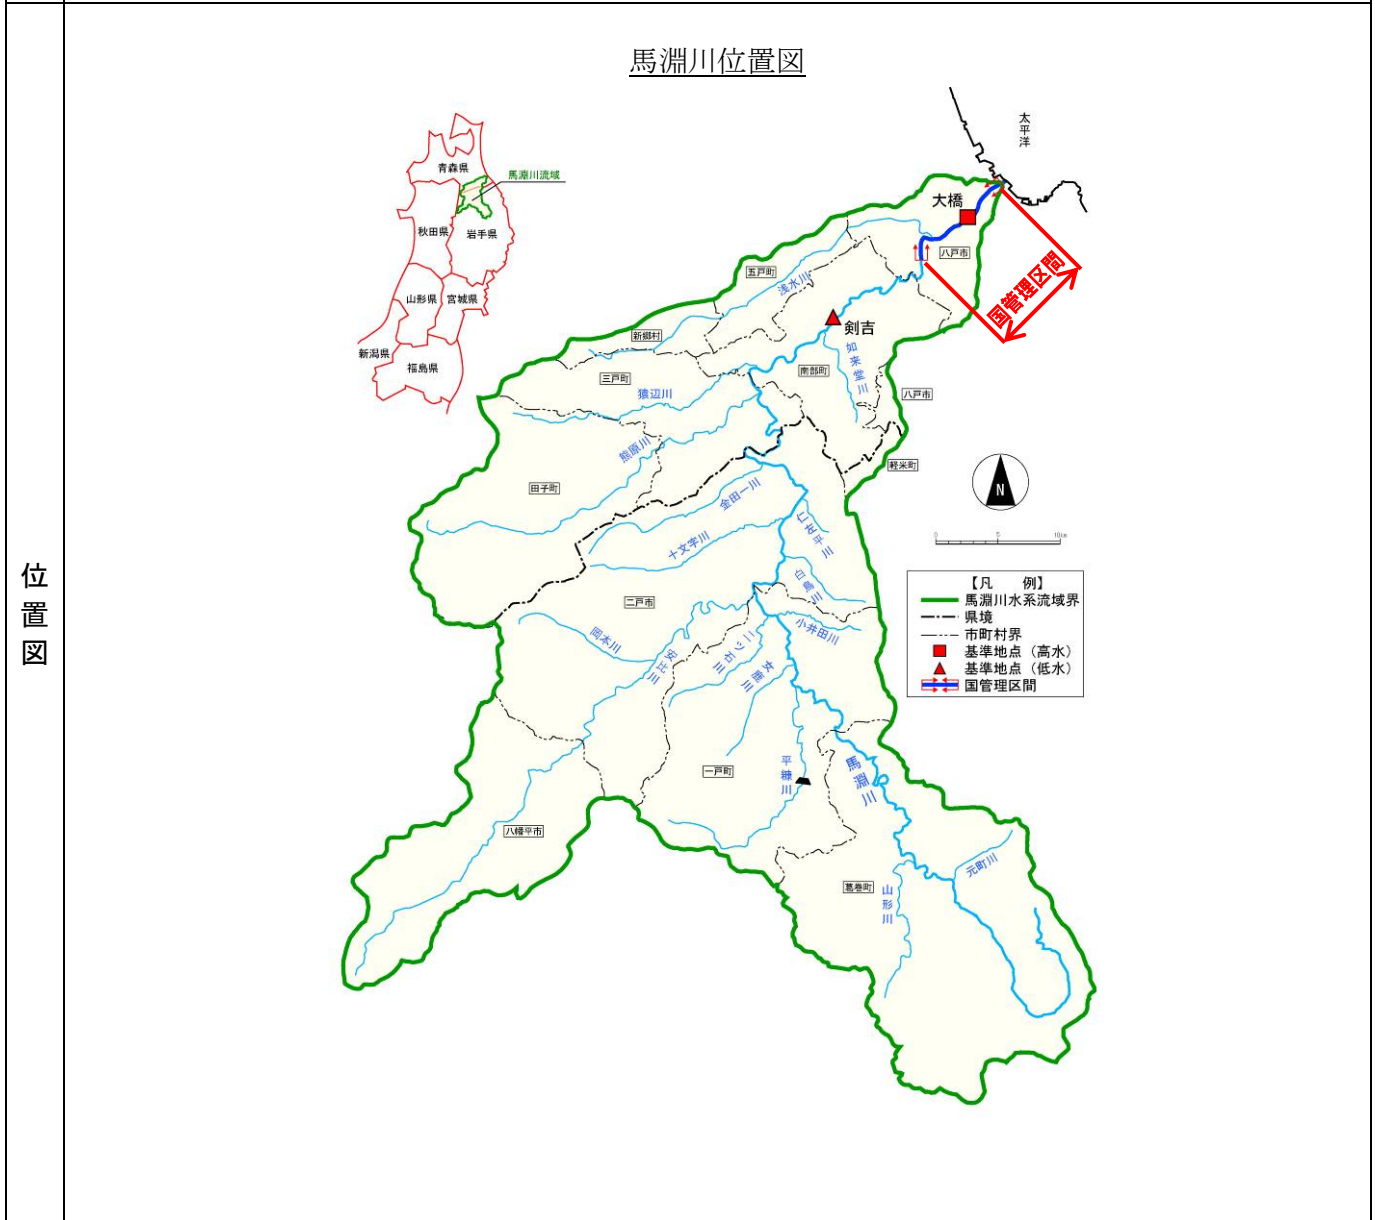 馬淵川位置図
位置図
太平洋
青森県
馬淵川流域
秋田県
岩手県
山形県
宮城県
新潟県
福島県
大橋
八戸市
国管理区間
五戸町
浅水川
剣吉
新郷村
如来堂川
三戸町
南部町
猿辺川
八戸市
熊原川
軽米町
田子町
金田一川
N
仁左平川
十文字川
0 5 10km
白鳥川
二戸市
小井田川
岡本川
安比川
二ツ石川
女鹿川
【凡 例】
馬淵川水系流域界
県境
市町村界
基準地点（高水）
基準地点（低水）
国管理区間
一戸町
平糠川
馬淵川
八幡平市
元町川
葛巻町
山形川